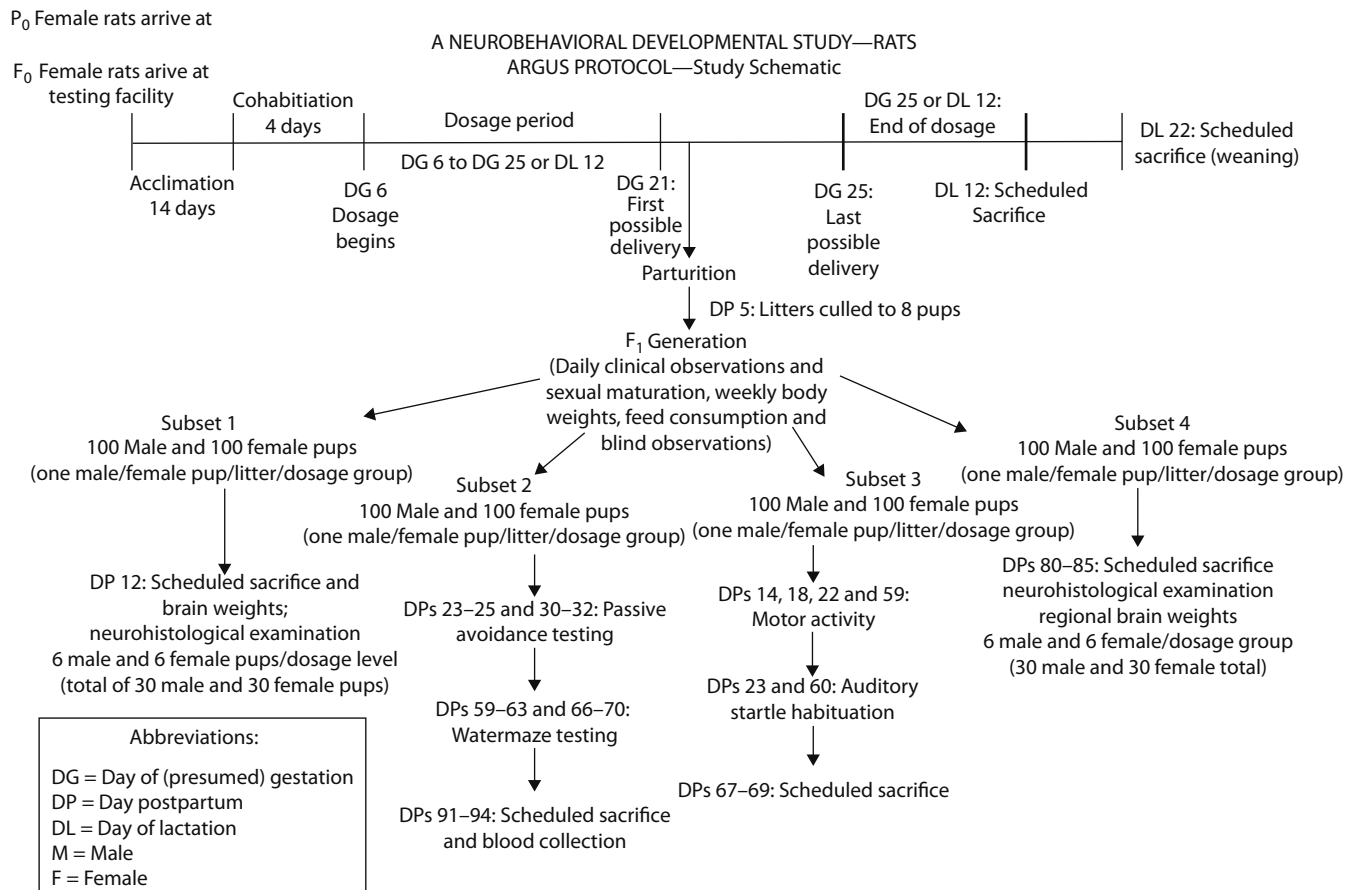 P0 Female rats arrive at
A NEUROBEHAVIORAL DEVELOPMENTAL STUDY—RATS
ARGUS PROTOCOL—Study Schematic
F0 Female rats arive at
testing facility
Cohabitiation
4 days
Dosage period
DG 25 or DL 12:
End of dosage
DL 22: Scheduled
sacrifice (weaning)
Acclimation
14 days
DG 6 to DG 25 or DL 12
DG 6
Dosage
begins
DG 21:
First
possible
delivery
DG 25:
Last
possible
delivery
DL 12: Scheduled
Sacrifice
Parturition
DP 5: Litters culled to 8 pups
F1 Generation
(Daily clinical observations and
sexual maturation, weekly body
weights, feed consumption and
blind observations)
Subset 1
100 Male and 100 female pups
(one male/female pup/litter/dosage group)
DP 12: Scheduled sacrifice and
brain weights;
neurohistological examination
6 male and 6 female pups/dosage level
(total of 30 male and 30 female pups)
Subset 2
100 Male and 100 female pups
(one male/female pup/litter/dosage group)
DPs 23–25 and 30–32: Passive
avoidance testing
DPs 59–63 and 66–70:
Watermaze testing
DPs 91–94: Scheduled sacrifice
and blood collection
Subset 3
100 Male and 100 female pups
(one male/female pup/litter/dosage group)
DPs 14, 18, 22 and 59:
Motor activity
DPs 23 and 60: Auditory
startle habituation
DPs 67–69: Scheduled sacrifice
Subset 4
100 Male and 100 female pups
(one male/female pup/litter/dosage group)
DPs 80–85: Scheduled sacrifice
neurohistological examination
regional brain weights
6 male and 6 female/dosage group
(30 male and 30 female total)
Abbreviations:
DG = Day of (presumed) gestation
DP = Day postpartum
DL = Day of lactation
M = Male
F = Female